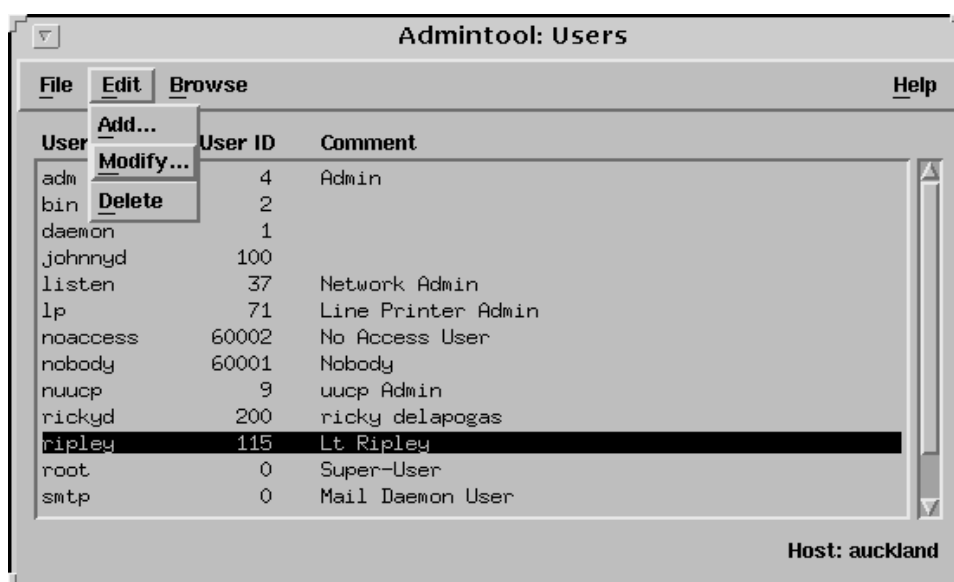 Admintool: Users
File Edit Browse Help
Add...
Modify...
Delete
User User ID Comment
adm 4 Admin
bin 2
daemon 1
johnnyd 100
listen 37 Network Admin
lp 71 Line Printer Admin
noaccess 60002 No Access User
nobody 60001 Nobody
nuucp 9 uucp Admin
rickyd 200 ricky delapogas
ripley 115 Lt Ripley
root 0 Super-User
smtp 0 Mail Daemon User
Host: auckland